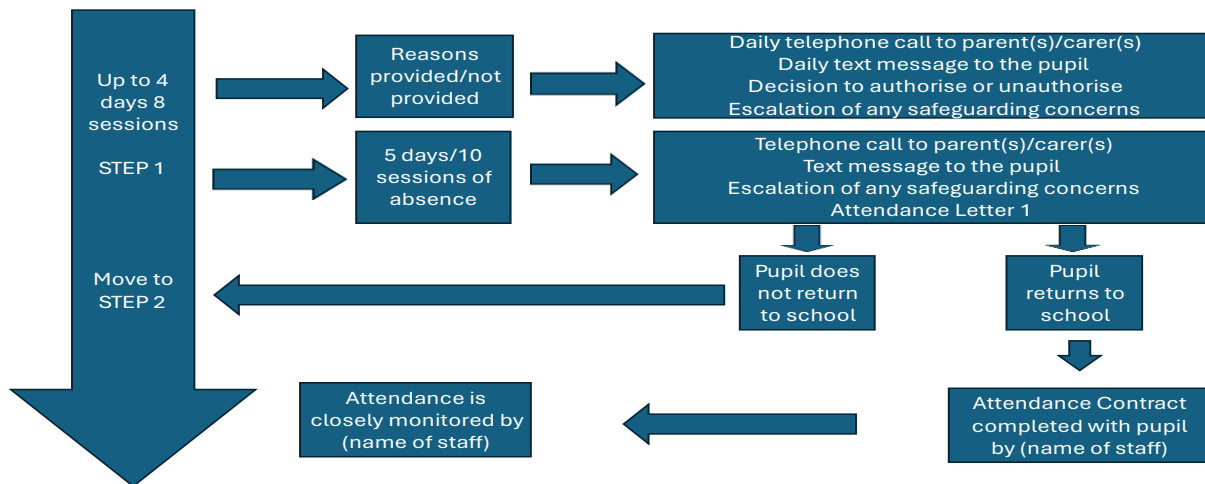 Up to 4
days 8
sessions
Reasons
provided/not
provided
Daily telephone call to parent(s)/carer(s)
Daily text message to the pupil
Decision to authorise or unauthorise
Escalation of any safeguarding concerns
STEP 1
5 days/10
sessions of
absence
Telephone call to parent(s)/carer(s)
Text message to the pupil
Escalation of any safeguarding concerns
Attendance Letter 1
Move to
STEP 2
Pupil does
not return
to school
Pupil
returns to
school
Attendance is
closely monitored by
(name of staff)
Attendance Contract
completed with pupil
by (name of staff)